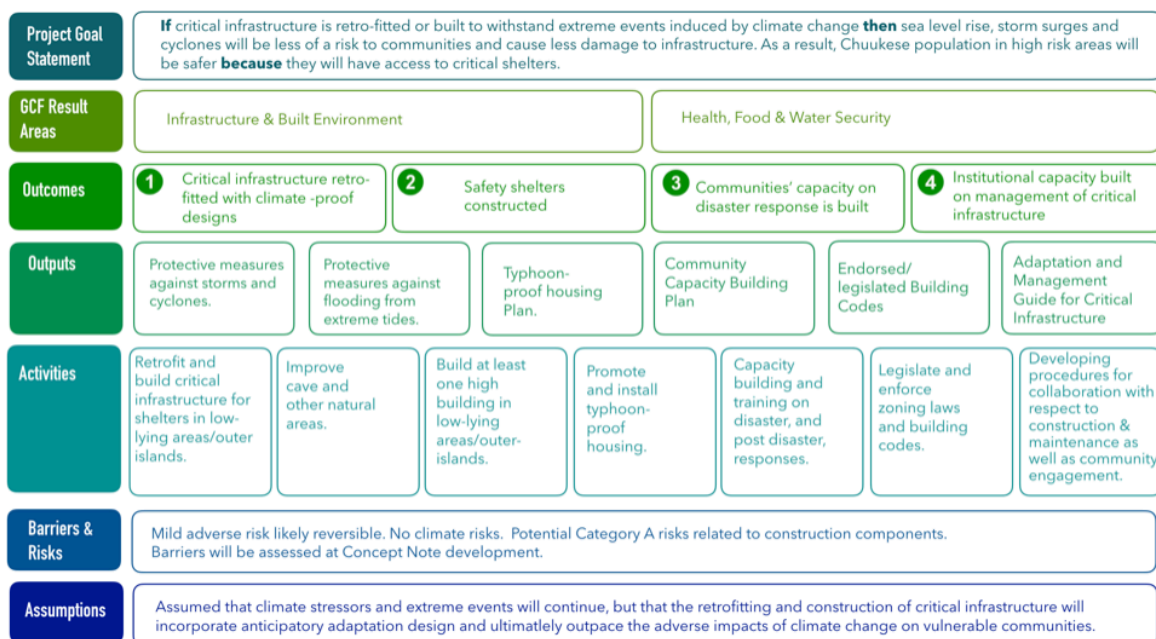 Project Goal
Statement
If critical infrastructure is retro-fitted or built to withstand extreme events induced by climate change then sea level rise, storm surges and
cyclones will be less of a risk to communities and cause less damage to infrastructure. As a result, Chuukese population in high risk areas will
be safer because they will have access to critical shelters.
GCF Result
Areas
Infrastructure & Built Environment
Health, Food & Water Security
Outcomes
1
Critical infrastructure retro-
fitted with climate -proof
designs
2
Safety shelters
constructed
3
Communities' capacity on
disaster response is built
4
Institutional capacity built
on management of critical
infrastructure
Outputs
Protective measures
against storms and
cyclones.
Protective
measures against
flooding from
extreme tides.
Typhoon-
proof housing
Plan.
Community
Capacity Building
Plan
Endorsed/
legislated Building
Codes
Adaptation and
Management
Guide for Critical
Infrastructure
Activities
Retrofit and
build critical
infrastructure for
shelters in low-
lying areas/outer
islands.
Improve
cave and
other natural
areas.
Build at least
one high
building in
low-lying
areas/outer-
islands.
Promote
and install
typhoon-
proof
housing.
Capacity
building and
training on
disaster, and
post disaster,
responses.
Legislate and
enforce
zoning laws
and building
codes.
Developing
procedures for
collaboration with
respect to
construction &
maintenance as
well as community
engagement.
Barriers &
Risks
Mild adverse risk likely reversible. No climate risks.  Potential Category A risks related to construction components.
Barriers will be assessed at Concept Note development.
Assumptions
Assumed that climate stressors and extreme events will continue, but that the retrofitting and construction of critical infrastructure will
incorporate anticipatory adaptation design and ultimatlely outpace the adverse impacts of climate change on vulnerable communities.